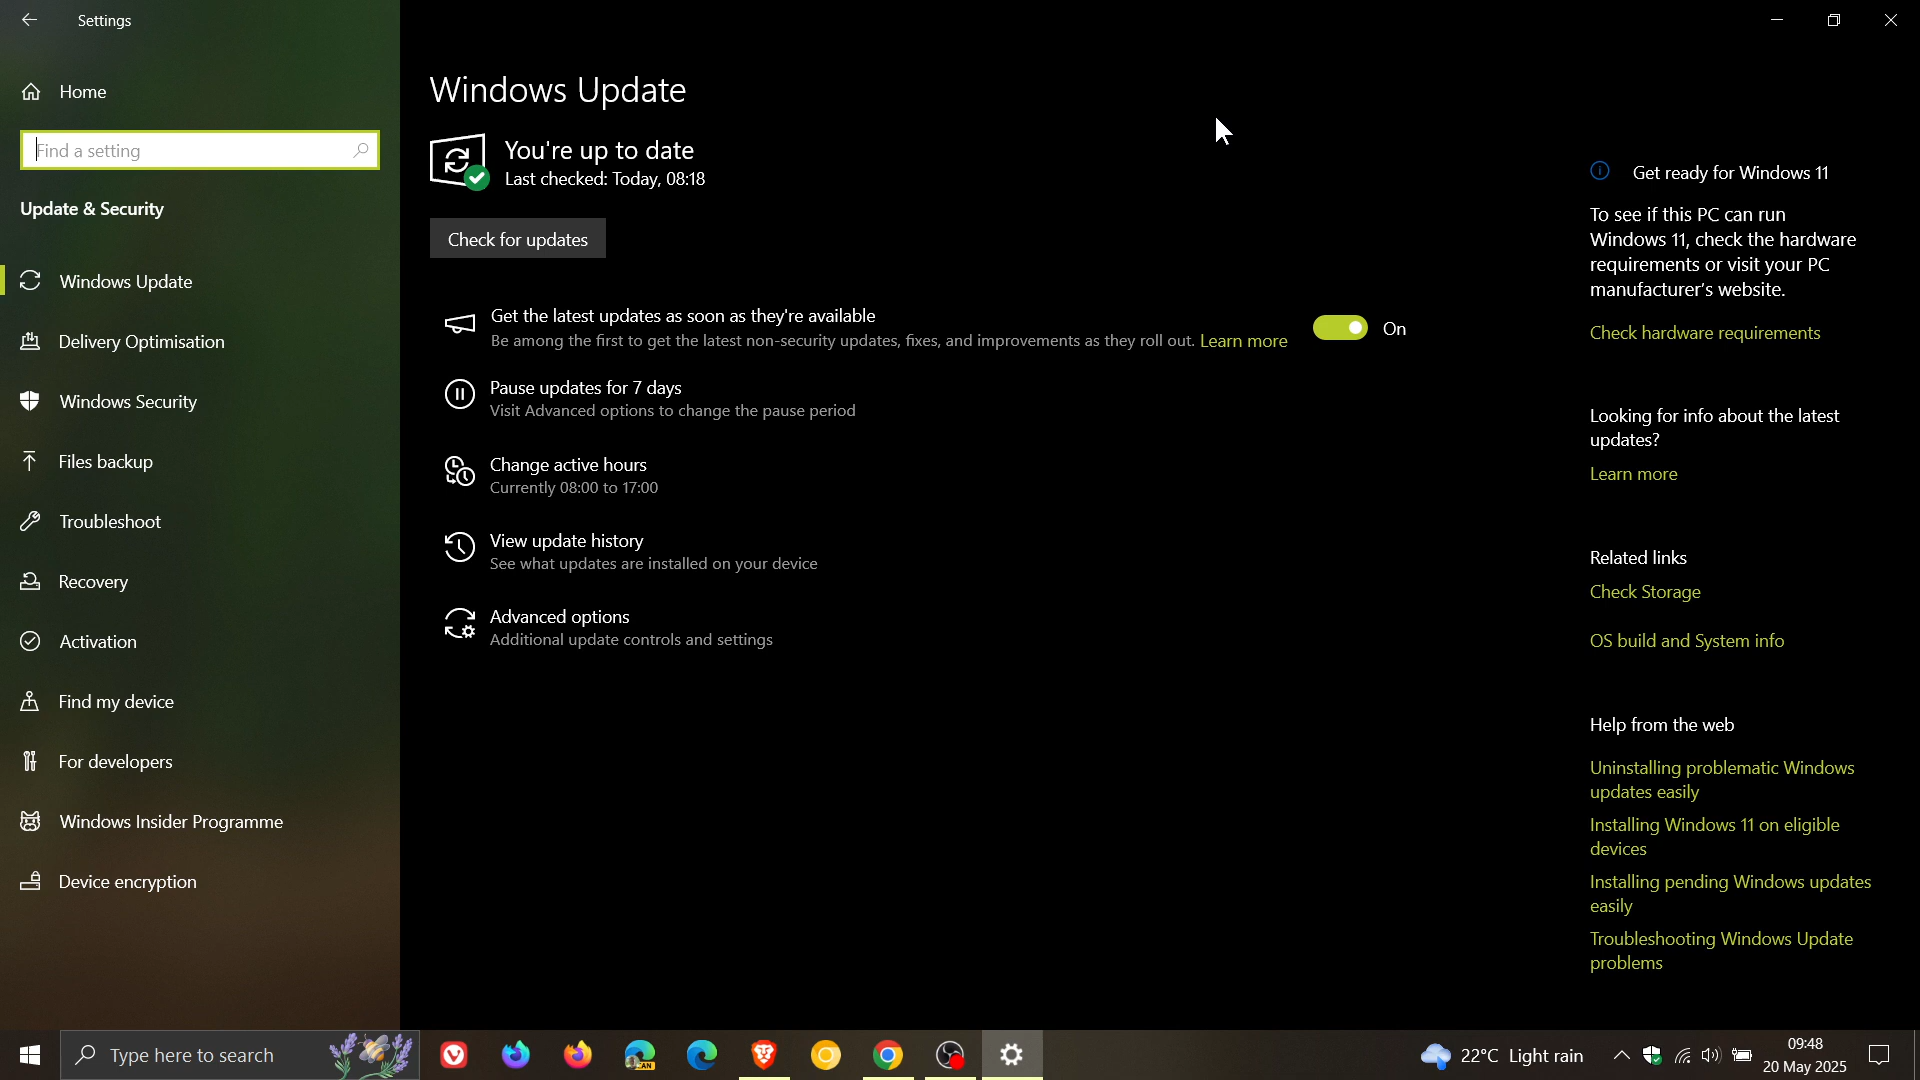 Settings
Home
Find a setting
Update & Security
Windows Update
Delivery Optimisation
Windows Security
Files backup
Troubleshoot
Recovery
Activation
Find my device
For developers
Windows Insider Programme
Device encryption
Windows Update
You're up to date
Last checked: Today, 08:18
Check for updates
Get the latest updates as soon as they're available
Be among the first to get the latest non-security updates, fixes, and improvements as they roll out. Learn more
On
Pause updates for 7 days
Visit Advanced options to change the pause period
Change active hours
Currently 08:00 to 17:00
View update history
See what updates are installed on your device
Advanced options
Additional update controls and settings
Get ready for Windows 11
To see if this PC can run
Windows 11, check the hardware
requirements or visit your PC
manufacturer's website.
Check hardware requirements
Looking for info about the latest
updates?
Learn more
Related links
Check Storage
OS build and System info
Help from the web
Uninstalling problematic Windows
updates easily
Installing Windows 11 on eligible
devices
Installing pending Windows updates
easily
Troubleshooting Windows Update
problems
Type here to search
CAN
22°C Light rain
09:48
20 May 2025